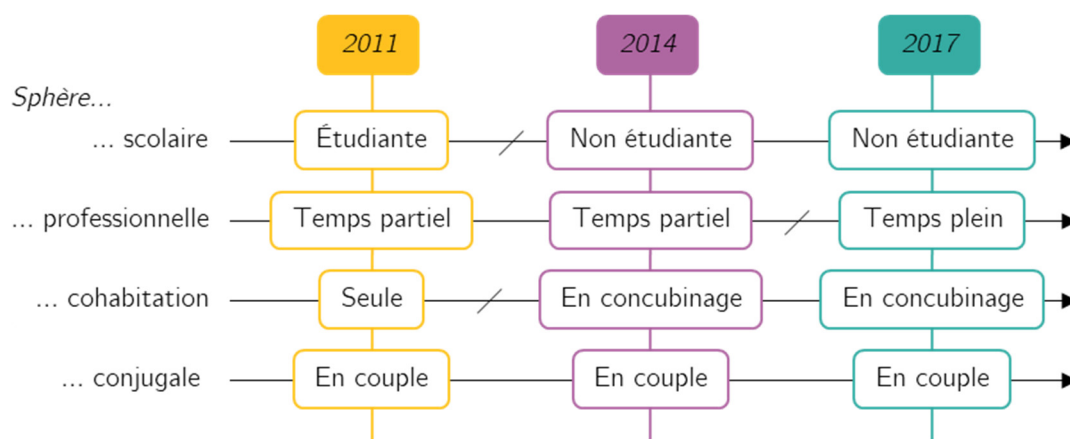 2011 2014 2017
Sphère...
... scolaire Étudiante Non étudiante Non étudiante
... professionnelle Temps partiel Temps partiel Temps plein
... cohabitation Seule En concubinage En concubinage
... conjugale En couple En couple En couple